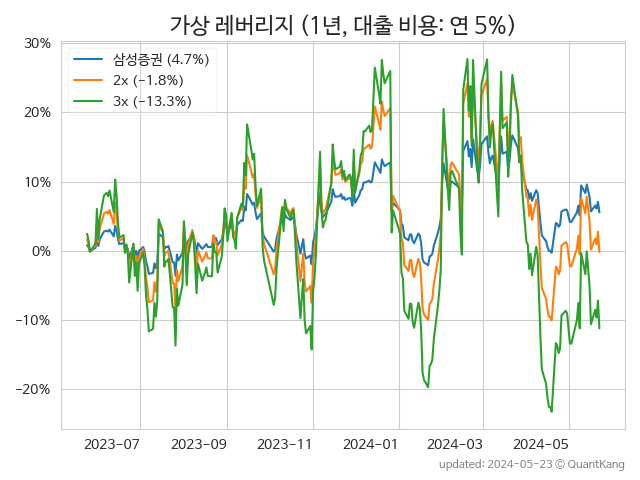 가상 레버리지 (1년, 대출 비용: 연 5%)
30%
20%
10%
0%
−10%
−20%
삼성증권 (4.7%)
2x (−1.8%)
3x (−13.3%)
2023-07
2023-09
2023-11
2024-01
2024-03
2024-05
updated: 2024-05-23 ⓒ QuantKang